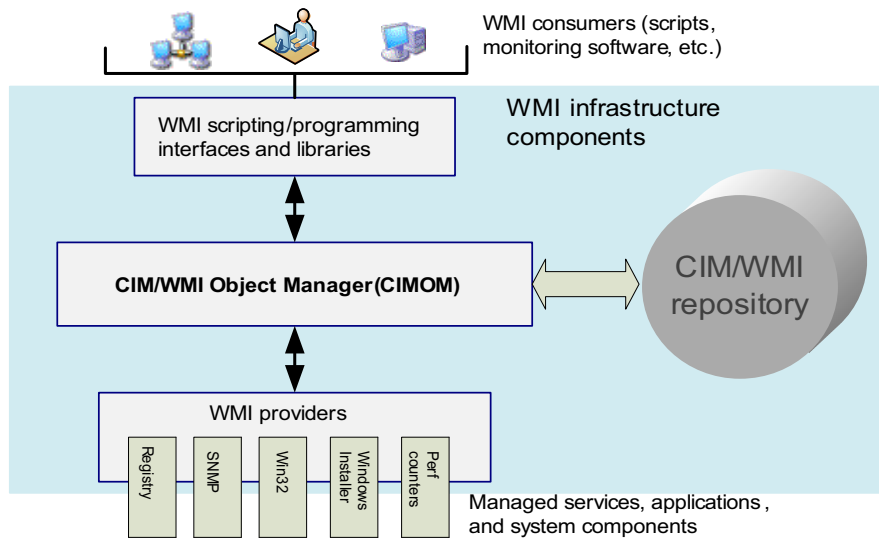 WMI consumers (scripts,
monitoring software, etc.)
WMI infrastructure
components
WMI scripting/programming
interfaces and libraries
CIM/WMI Object Manager(CIMOM)
CIM/WMI
repository
WMI providers
Registry
SNMP
Win32
Windows
Installer
Perf
counters
Managed services, applications ,
and system components